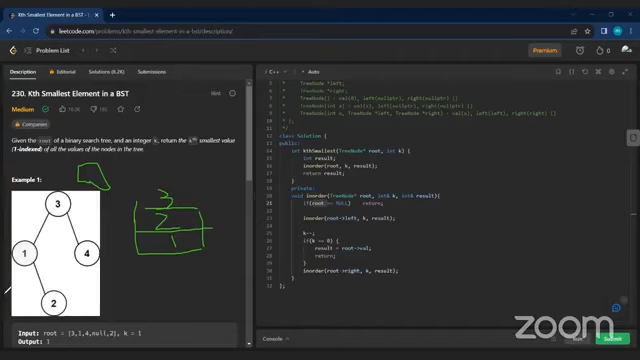 Kth Smallest Element in a BST - L
leetcode.com/problems/kth-smallest-element-in-a-bst/description/
Problem List
Premium
0
Description
Editorial
Solutions (8.2K)
Submissions
C++
Auto
230. Kth Smallest Element in a BST
Hint
Medium
Companies
Given the root of a binary search tree, and an integer k, return the kth smallest value
(1-indexed) of all the values of the nodes in the tree.
Example 1:
3
1
4
2
3
2
1
Input: root = [3,1,4,null,2], k = 1
Output: 1
* TreeNode *left;
* TreeNode *right;
* TreeNode() : val(0), left(nullptr), right(nullptr) {}
* TreeNode(int x) : val(x), left(nullptr), right(nullptr) {}
* TreeNode(int x, TreeNode *left, TreeNode *right) : val(x), left(left), right(right) {}
* };
*/
class Solution {
public:
int kthSmallest(TreeNode* root, int k) {
int result;
inorder(root, k, result);
return result;
}
private:
void inorder(TreeNode* root, int& k, int& result){
21 if(root == NULL) return;
inorder(root->left, k, result);
k--;
if(k == 0) {
result = root->val;
return;
}
inorder(root->right, k, result);
}
};
Console
Run
Submit
zoom